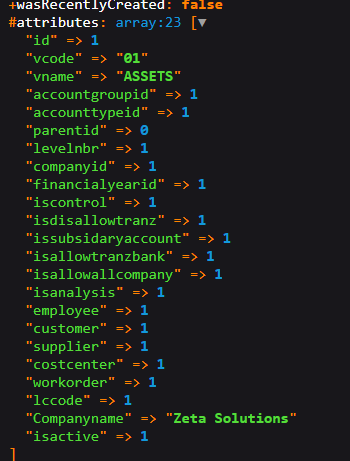 +wasRecentlyCreated: false
#attributes: array:23 [▼
"id" => 1
"vcode" => "01"
"vname" => "ASSETS"
"accountgroupid" => 1
"accounttypeid" => 1
"parentid" => 0
"levelnbr" => 1
"companyid" => 1
"financialyearid" => 1
"iscontrol" => 1
"isdisallowtranz" => 1
"issubsidaryaccount" => 1
"isallowtranzbank" => 1
"isallowallcompany" => 1
"isanalysis" => 1
"employee" => 1
"customer" => 1
"supplier" => 1
"costcenter" => 1
"workorder" => 1
"lccode" => 1
"Companyname" => "Zeta Solutions"
"isactive" => 1
]